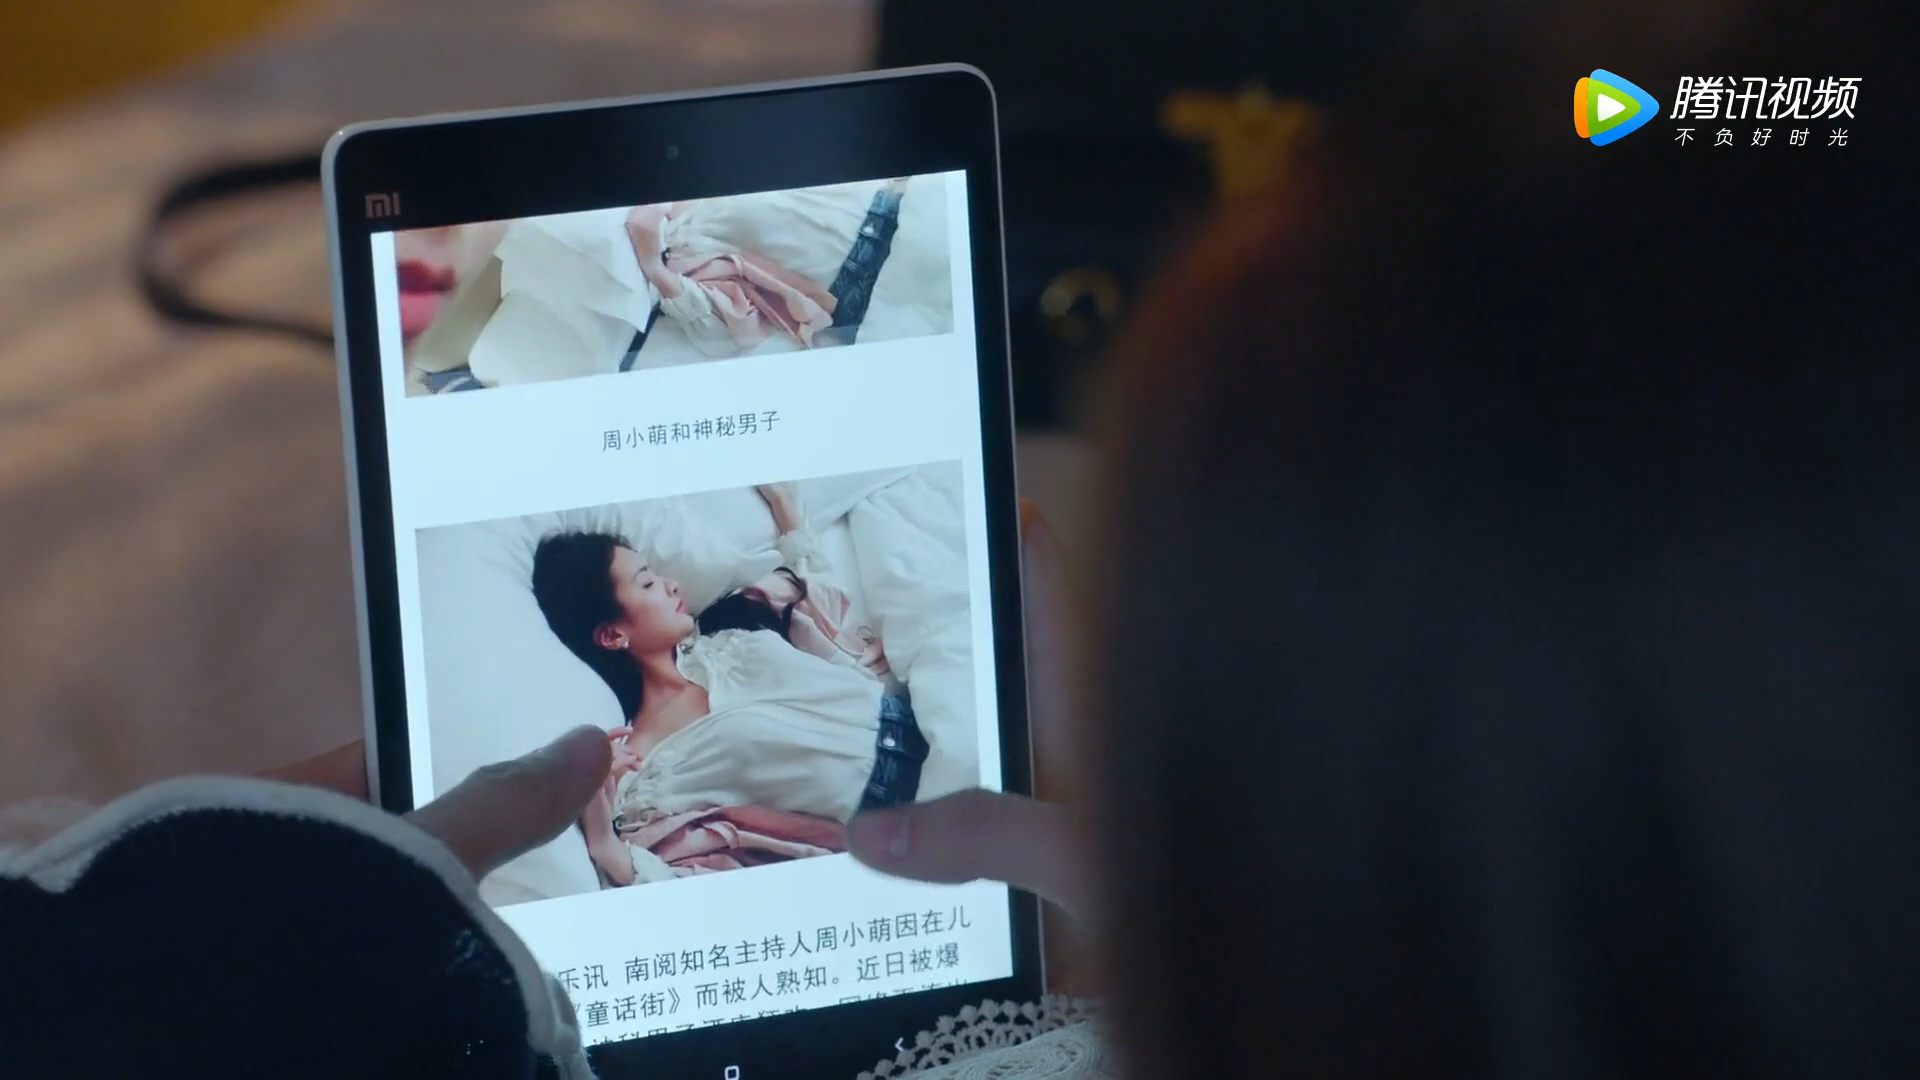 腾讯视频
不负好时光
mi
周小萌和神秘男子
乐讯 南阅知名主持人周小萌因在儿
《童话街》而被人熟知。近日被爆